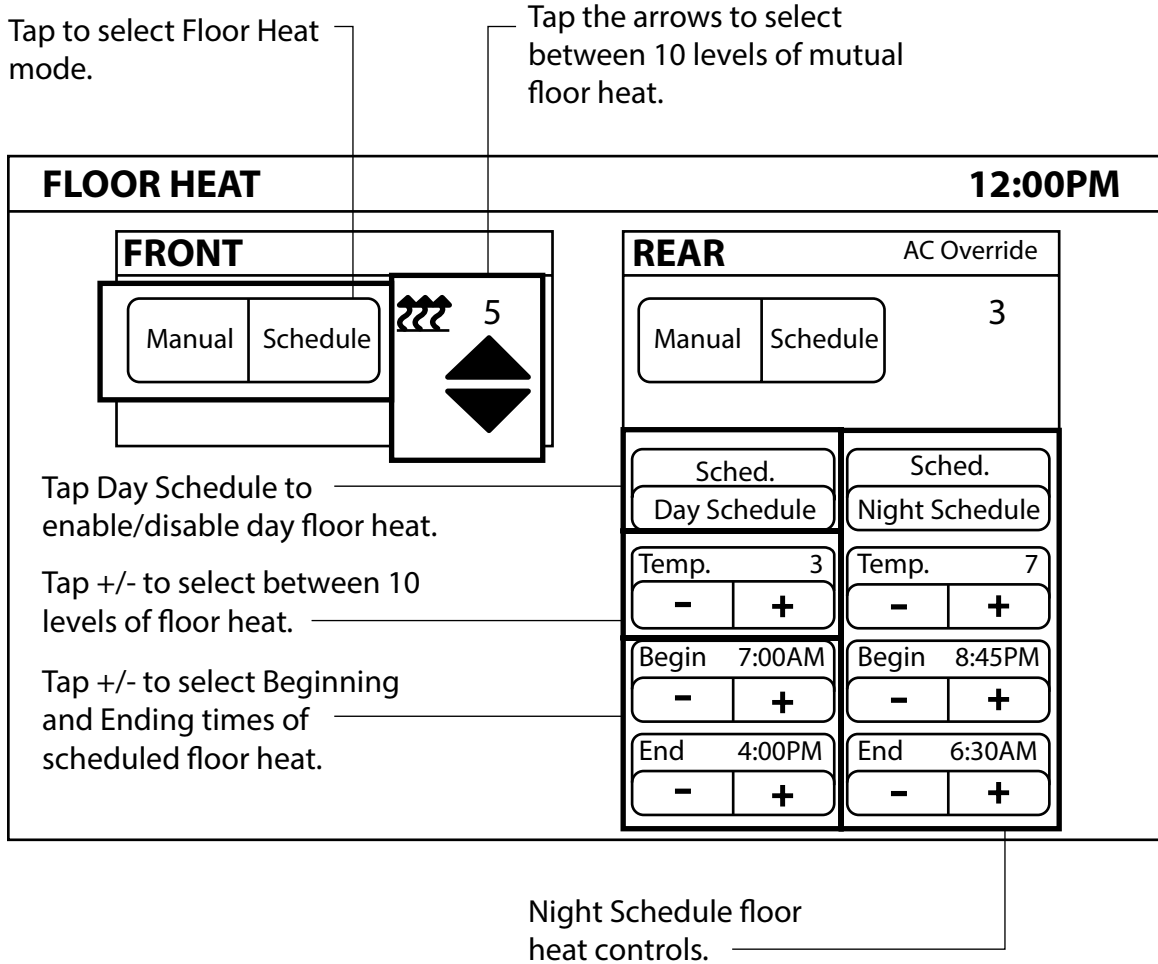 Tap to select Floor Heat
mode.
Tap the arrows to select
between 10 levels of mutual
floor heat.
FLOOR HEAT
12:00PM
FRONT
Manual
Schedule
5
REAR
AC Override
Manual
Schedule
3
Tap Day Schedule to
enable/disable day floor heat.
Tap +/- to select between 10
levels of floor heat.
Tap +/- to select Beginning
and Ending times of
scheduled floor heat.
Sched.
Day Schedule
Temp. 3
- +
Begin 7:00AM
- +
End 4:00PM
- +
Sched.
Night Schedule
Temp. 7
- +
Begin 8:45PM
- +
End 6:30AM
- +
Night Schedule floor
heat controls.